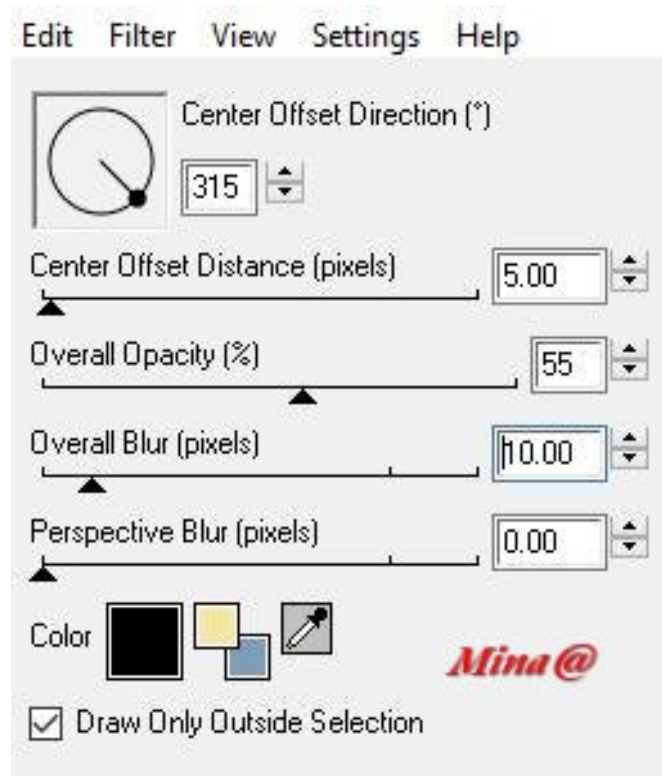 Edit Filter View Settings Help
Center Offset Direction (°)
315
Center Offset Distance (pixels)
5.00
Overall Opacity (%)
55
Overall Blur (pixels)
10.00
Perspective Blur (pixels)
0.00
Color
Mina@
Draw Only Outside Selection